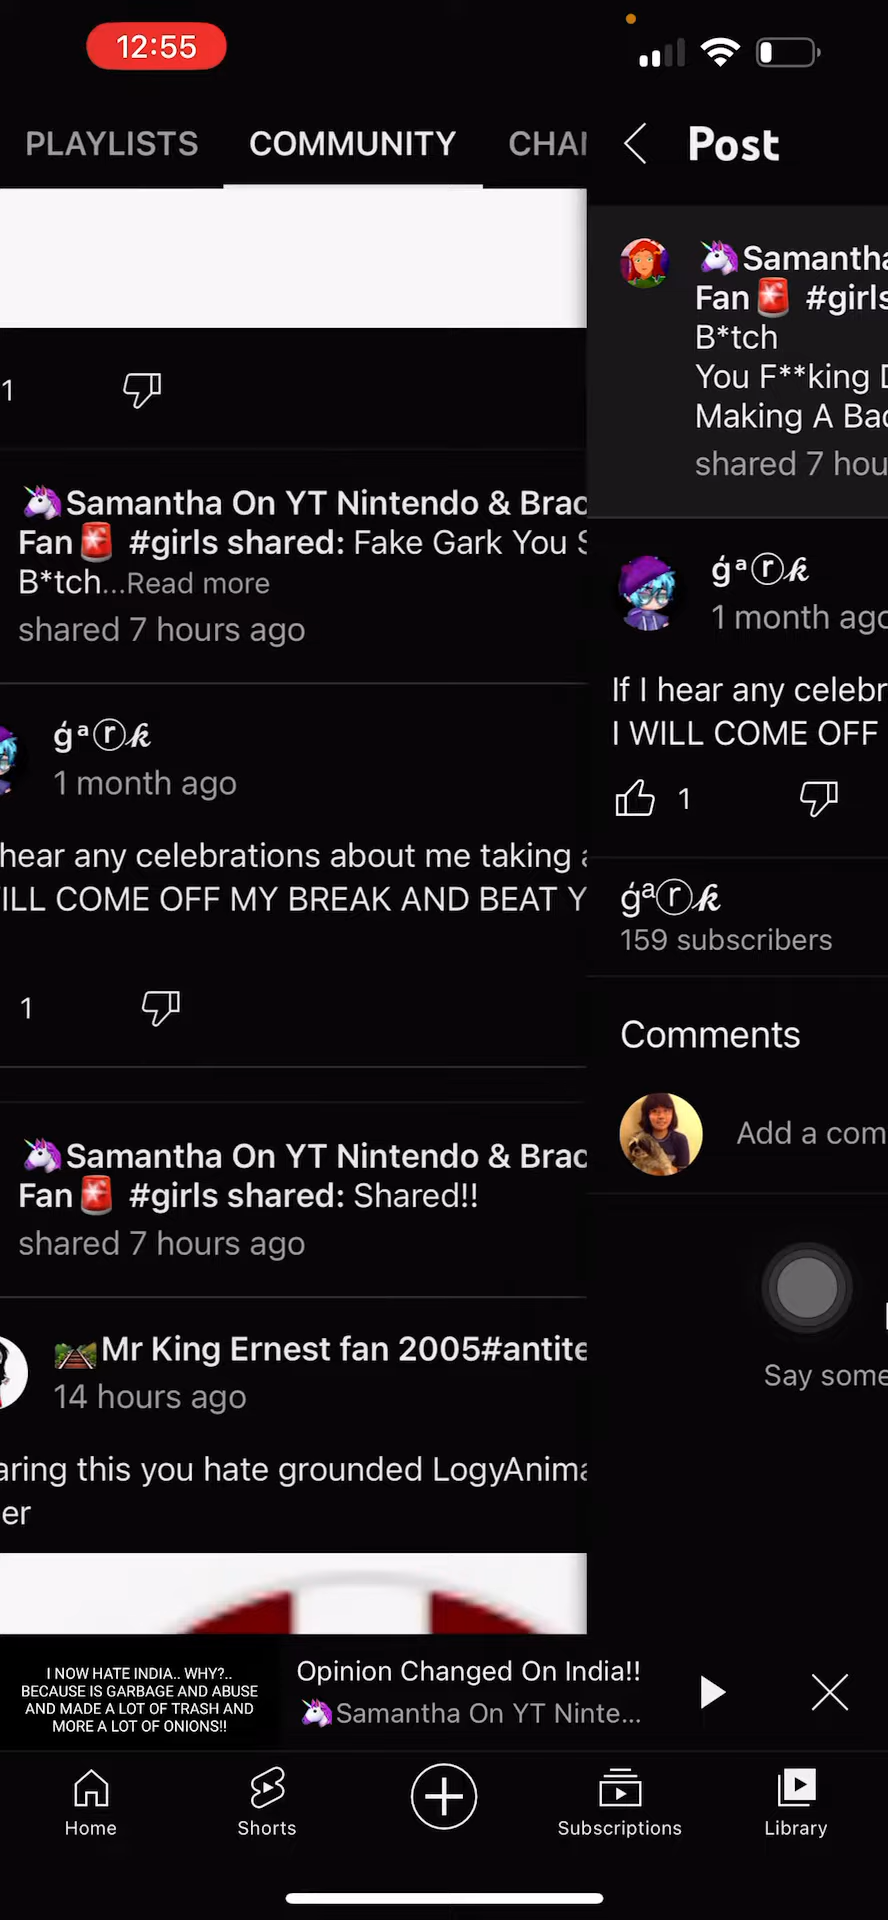 12:55
PLAYLISTS COMMUNITY CHAN
1
🦄Samantha On YT Nintendo & Brac
Fan🚨 #girls shared: Fake Gark You S
B*tch...Read more
shared 7 hours ago
ǵᵃⓡ𝓴
1 month ago
hear any celebrations about me taking a
ILL COME OFF MY BREAK AND BEAT Y
1
🦄Samantha On YT Nintendo & Brac
Fan🚨 #girls shared: Shared!!
shared 7 hours ago
🛤️Mr King Ernest fan 2005#antite
14 hours ago
aring this you hate grounded LogyAnima
er
Post
🦄Samantha
Fan🚨 #girls
B*tch
You F**king D
Making A Bad
shared 7 hou
ǵᵃⓡ𝓴
1 month ago
If I hear any celebr
I WILL COME OFF
1
ǵᵃⓡ𝓴
159 subscribers
Comments
Add a com
Say some
I NOW HATE INDIA.. WHY?..
BECAUSE IS GARBAGE AND ABUSE
AND MADE A LOT OF TRASH AND
MORE A LOT OF ONIONS!!
Opinion Changed On India!!
🦄Samantha On YT Ninte...
Home Shorts Subscriptions Library